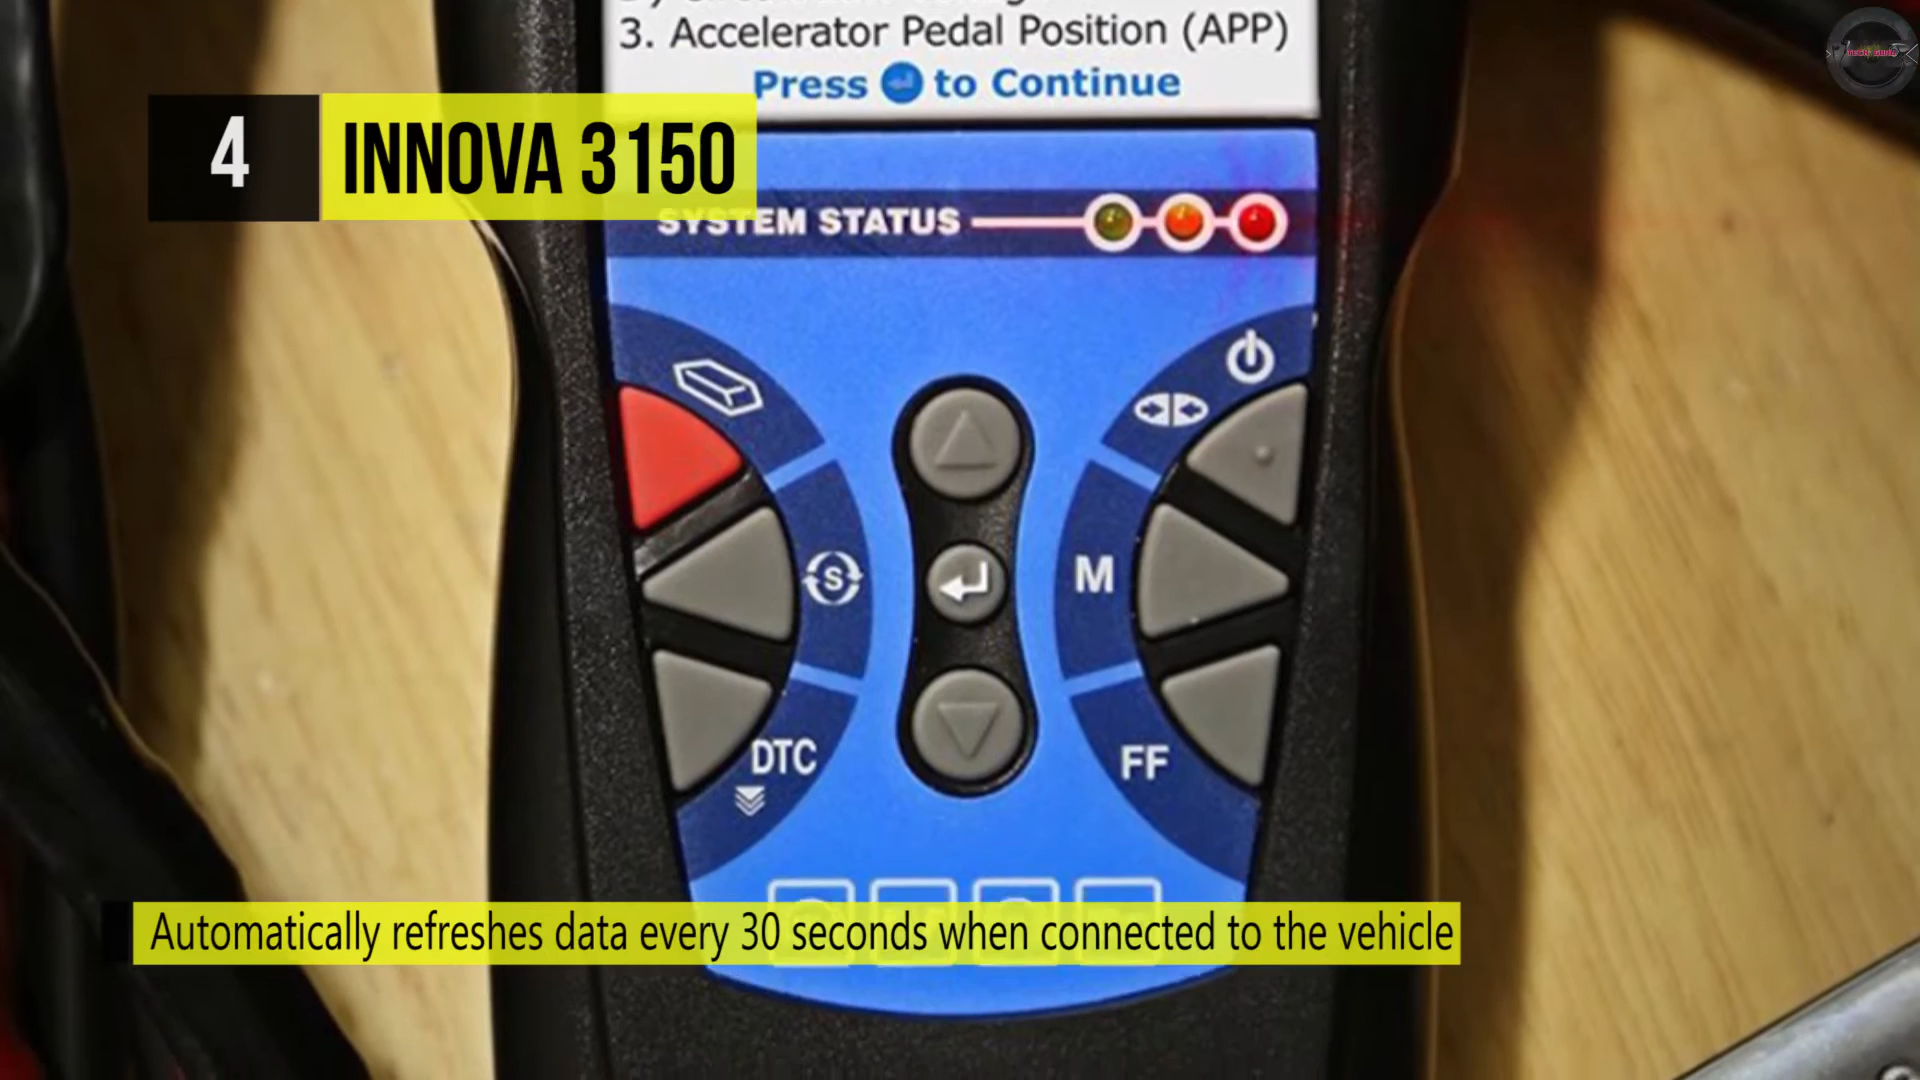 3. Accelerator Pedal Position (APP)
Press to Continue
4 INNOVA 3150
SYSTEM STATUS
S
M
DTC
FF
Automatically refreshes data every 30 seconds when connected to the vehicle